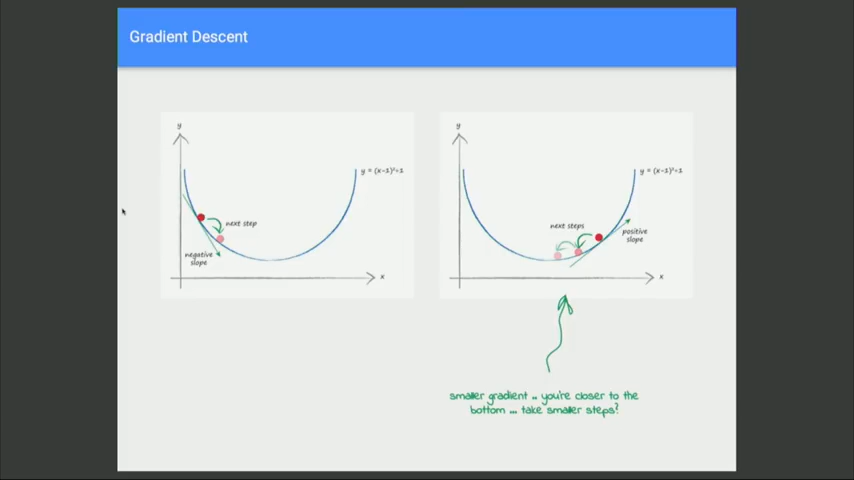 Gradient Descent
y
y = (x-1)²+1
next step
negative
slope
x
y
y = (x-1)²+1
next steps
positive
slope
x
smaller gradient .. you're closer to the
bottom ... take smaller steps?